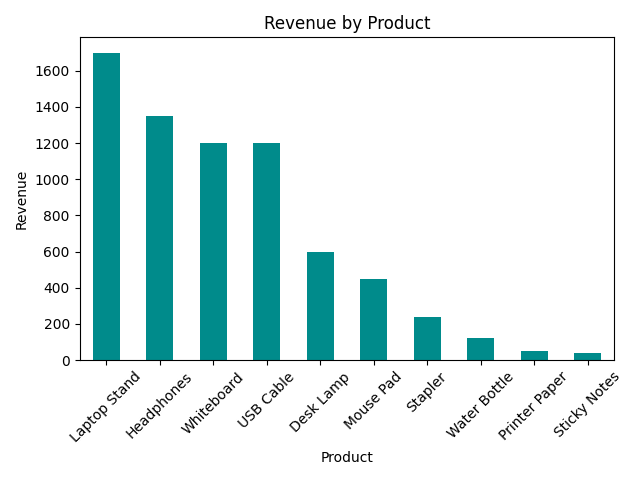 Revenue by Product
Revenue
1600
1400
1200
1000
800
600
400
200
0
Laptop Stand
Headphones
Whiteboard
USB Cable
Desk Lamp
Mouse Pad
Stapler
Water Bottle
Printer Paper
Sticky Notes
Product